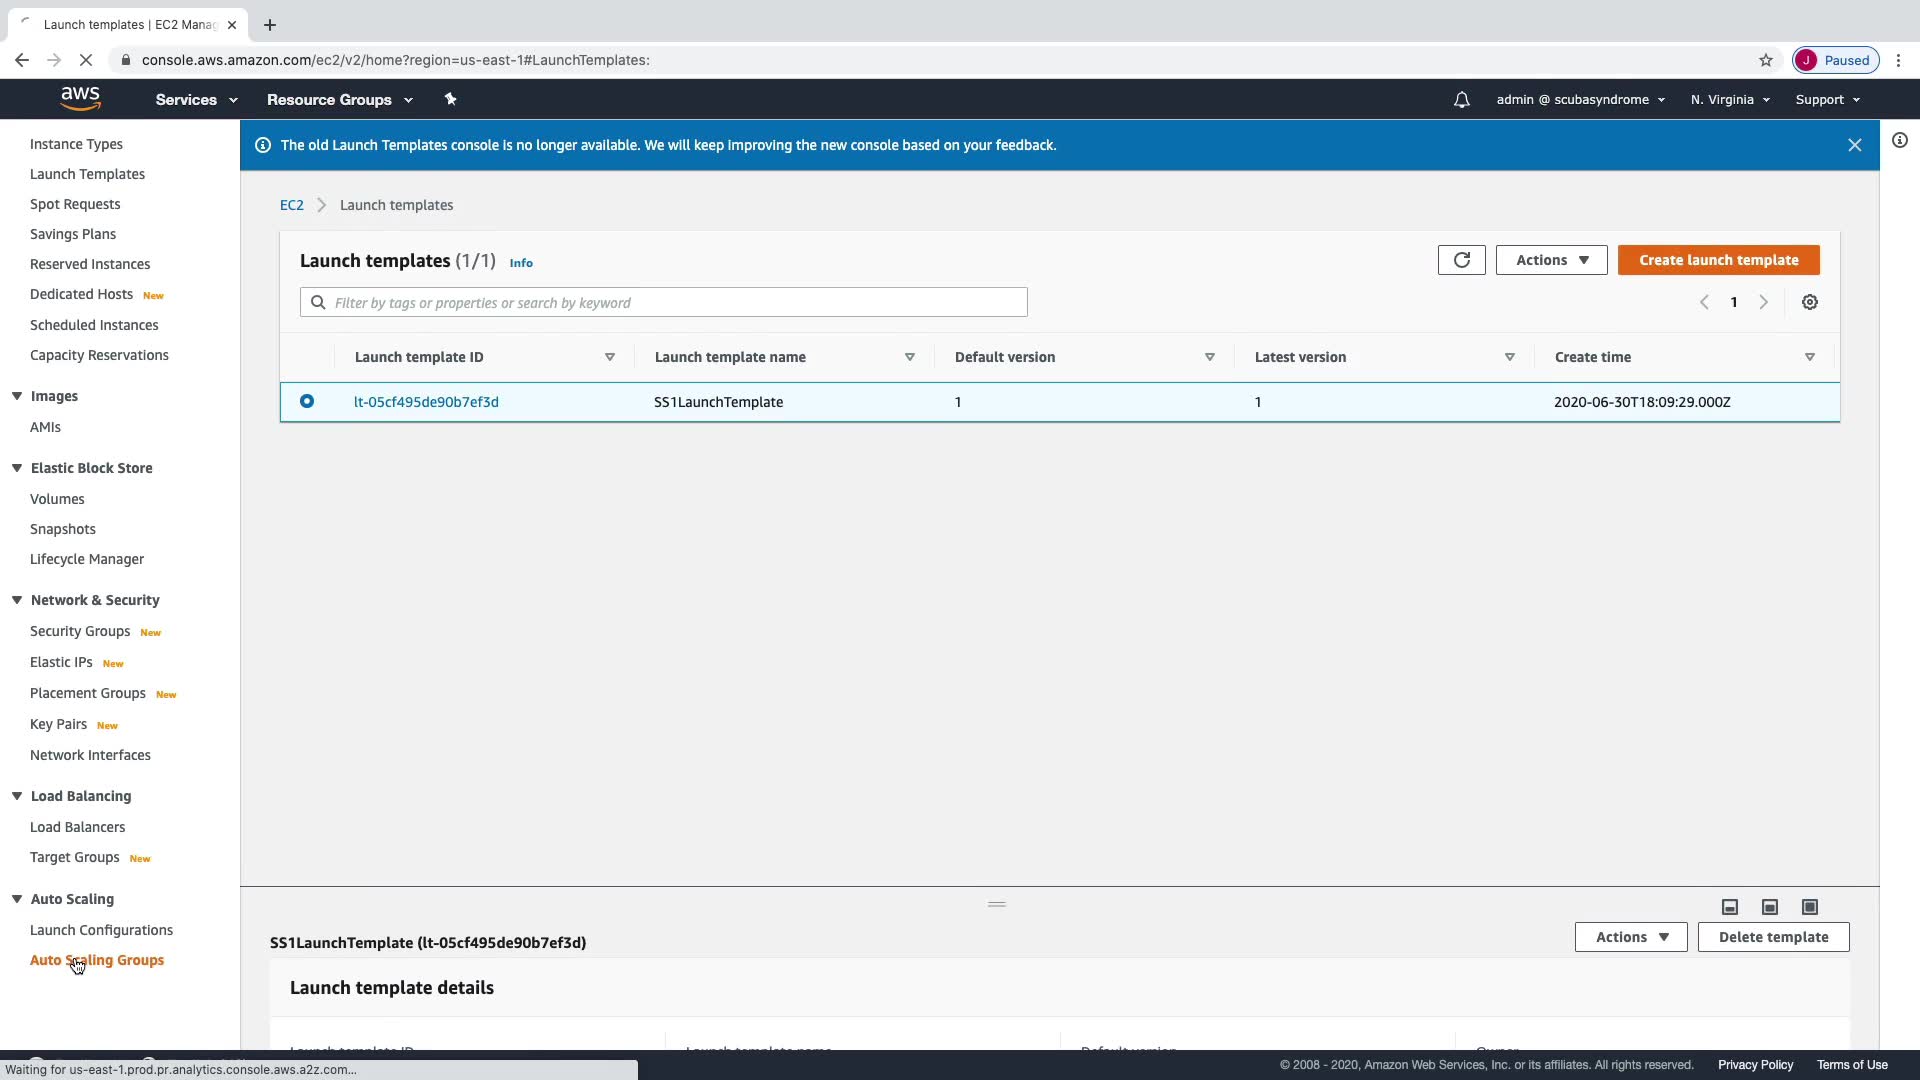 Launch templates | EC2 Manag
console.aws.amazon.com/ec2/v2/home?region=us-east-1#LaunchTemplates:
J Paused
aws Services Resource Groups admin @ scubasyndrome N. Virginia Support
Instance Types
Launch Templates
Spot Requests
Savings Plans
Reserved Instances
Dedicated Hosts New
Scheduled Instances
Capacity Reservations
Images
AMIs
Elastic Block Store
Volumes
Snapshots
Lifecycle Manager
Network & Security
Security Groups New
Elastic IPs New
Placement Groups New
Key Pairs New
Network Interfaces
Load Balancing
Load Balancers
Target Groups New
Auto Scaling
Launch Configurations
Auto Scaling Groups
The old Launch Templates console is no longer available. We will keep improving the new console based on your feedback.
EC2 Launch templates
Launch templates (1/1) Info
Actions Create launch template
Filter by tags or properties or search by keyword
1
Launch template ID Launch template name Default version Latest version Create time
lt-05cf495de90b7ef3d SS1LaunchTemplate 1 1 2020-06-30T18:09:29.000Z
SS1LaunchTemplate (lt-05cf495de90b7ef3d)
Actions Delete template
Launch template details
Launch template ID Launch template name Default version Owner
Waiting for us-east-1.prod.pr.analytics.console.aws.a2z.com...
© 2008 - 2020, Amazon Web Services, Inc. or its affiliates. All rights reserved. Privacy Policy Terms of Use